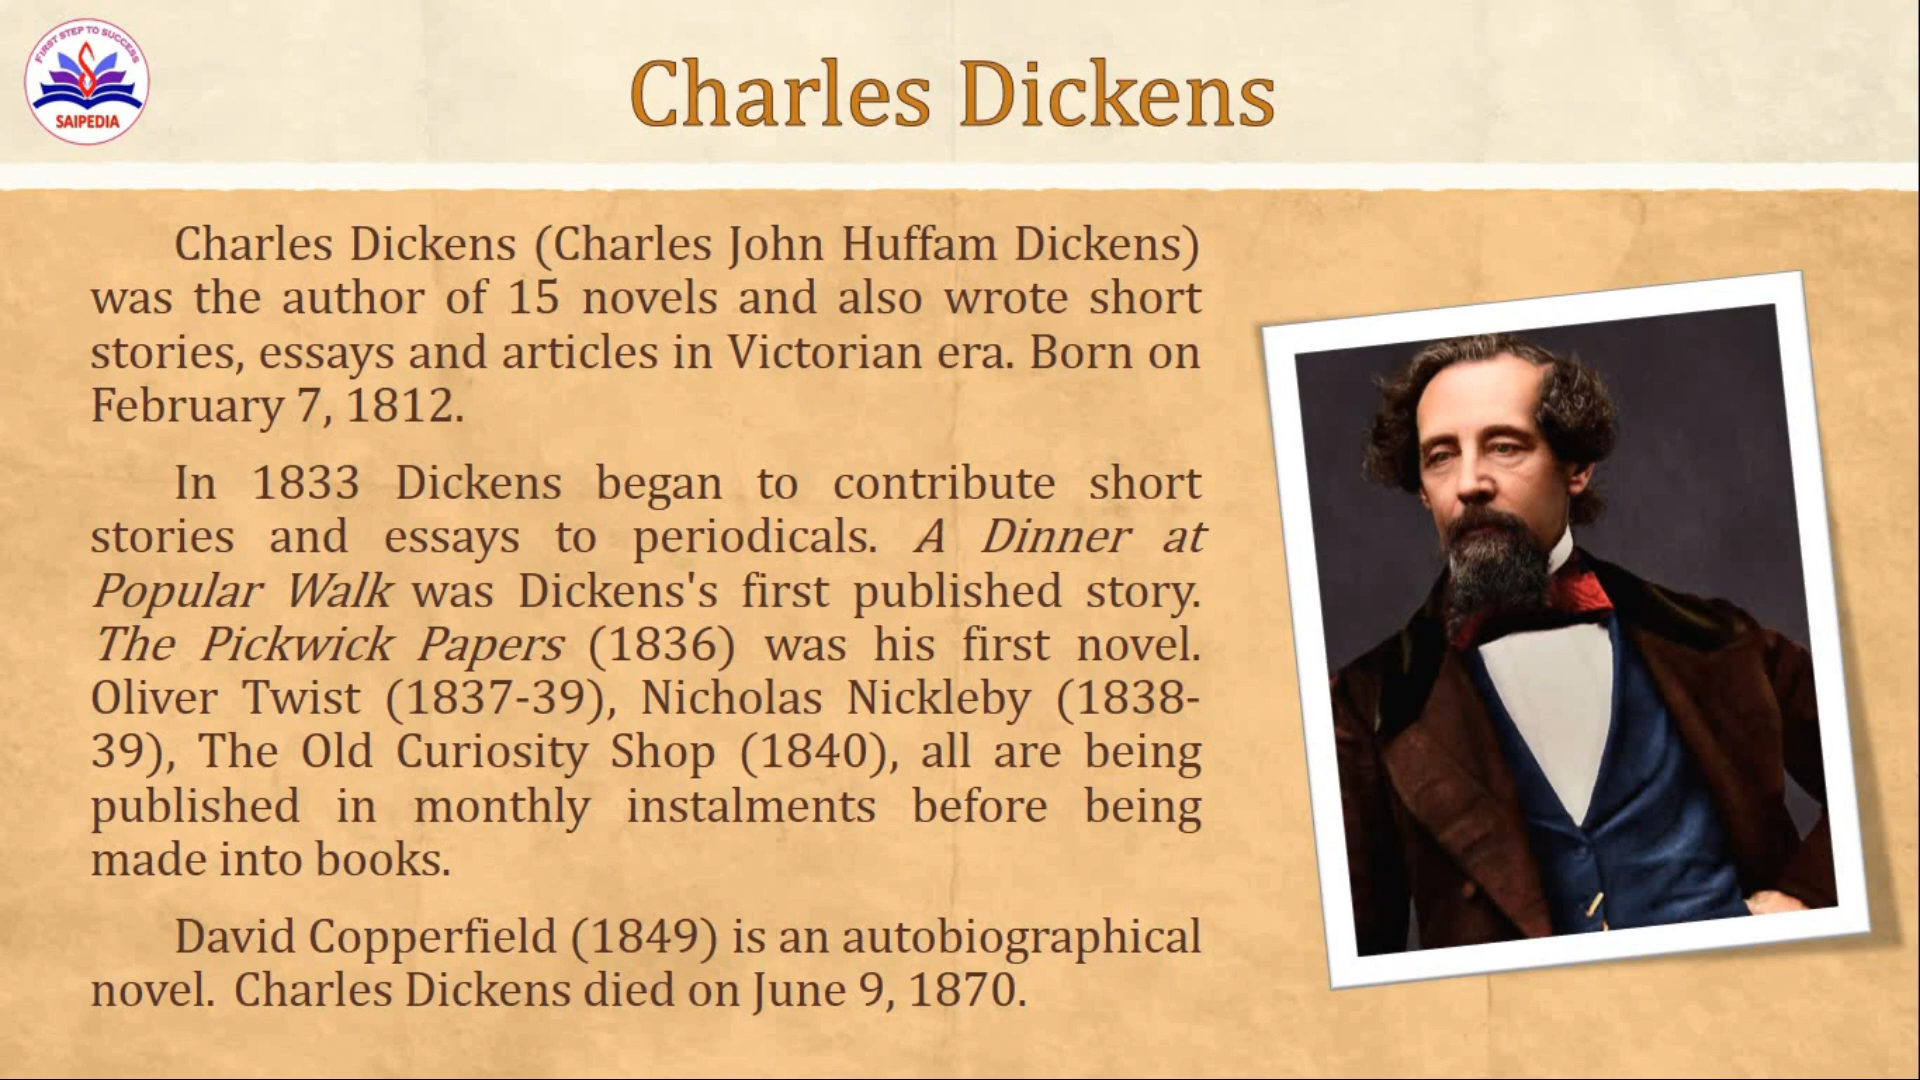 FIRST STEP TO SUCCESS
SAIPEDIA
Charles Dickens
Charles Dickens (Charles John Huffam Dickens)
was the author of 15 novels and also wrote short
stories, essays and articles in Victorian era. Born on
February 7, 1812.
In 1833 Dickens began to contribute short
stories and essays to periodicals. A Dinner at
Popular Walk was Dickens's first published story.
The Pickwick Papers (1836) was his first novel.
Oliver Twist (1837-39), Nicholas Nickleby (1838-
39), The Old Curiosity Shop (1840), all are being
published in monthly instalments before being
made into books.
David Copperfield (1849) is an autobiographical
novel. Charles Dickens died on June 9, 1870.